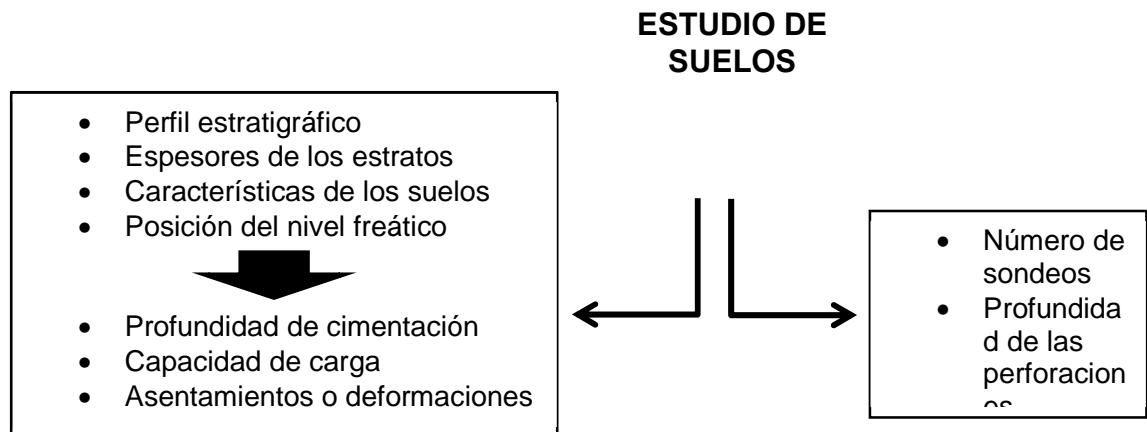 ESTUDIO DE
SUELOS
• Perfil estratigráfico
• Espesores de los estratos
• Características de los suelos
• Posición del nivel freático
• Profundidad de cimentación
• Capacidad de carga
• Asentamientos o deformaciones
• Número de
sondeos
• Profundida
d de las
perforacion
es